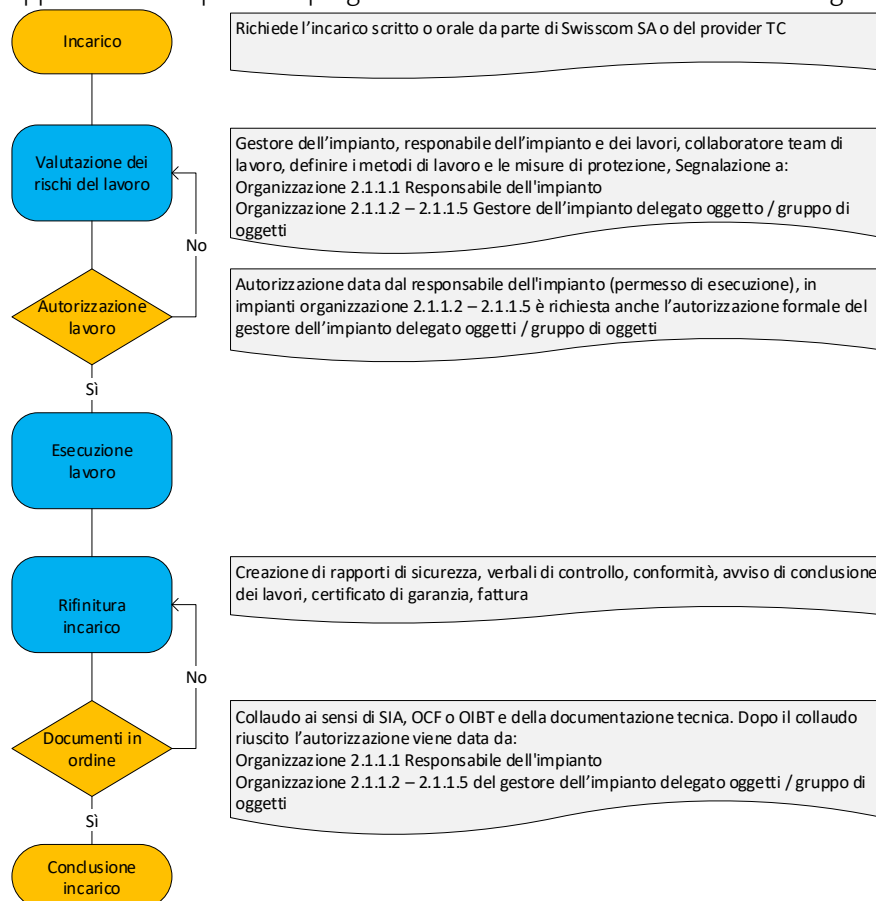 Incarico
Richiede l'incarico scritto o orale da parte di Swisscom SA o del provider TC
Valutazione dei
rischi del lavoro
Gestore dell'impianto, responabile dell'impianto e dei lavori, collaboratore team di
lavoro, definire i metodi di lavoro e le misure di protezione, Segnalazione a:
Organizzazione 2.1.1.1 Responsabile dell'impianto
Organizzazione 2.1.1.2 – 2.1.1.5 Gestore dell'impianto delegato oggetto / gruppo di
oggetti
No
Autorizzazione
lavoro
Autorizzazione data dal responsabile dell'impianto (permesso di esecuzione), in
impianti organizzazione 2.1.1.2 – 2.1.1.5 è richiesta anche l'autorizzazione formale del
gestore dell'impianto delegato oggetti / gruppo di oggetti
Sì
Esecuzione
lavoro
Rifinitura
incarico
Creazione di rapporti di sicurezza, verbali di controllo, conformità, avviso di conclusione
dei lavori, certificato di garanzia, fattura
No
Documenti in
ordine
Collaudo ai sensi di SIA, OCF o OIBT e della documentazione tecnica. Dopo il collaudo
riuscito l'autorizzazione viene data da:
Organizzazione 2.1.1.1 Responsabile dell'impianto
Organizzazione 2.1.1.2 – 2.1.1.5 del gestore dell'impianto delegato oggetti / gruppo di
oggetti
Sì
Conclusione
incarico